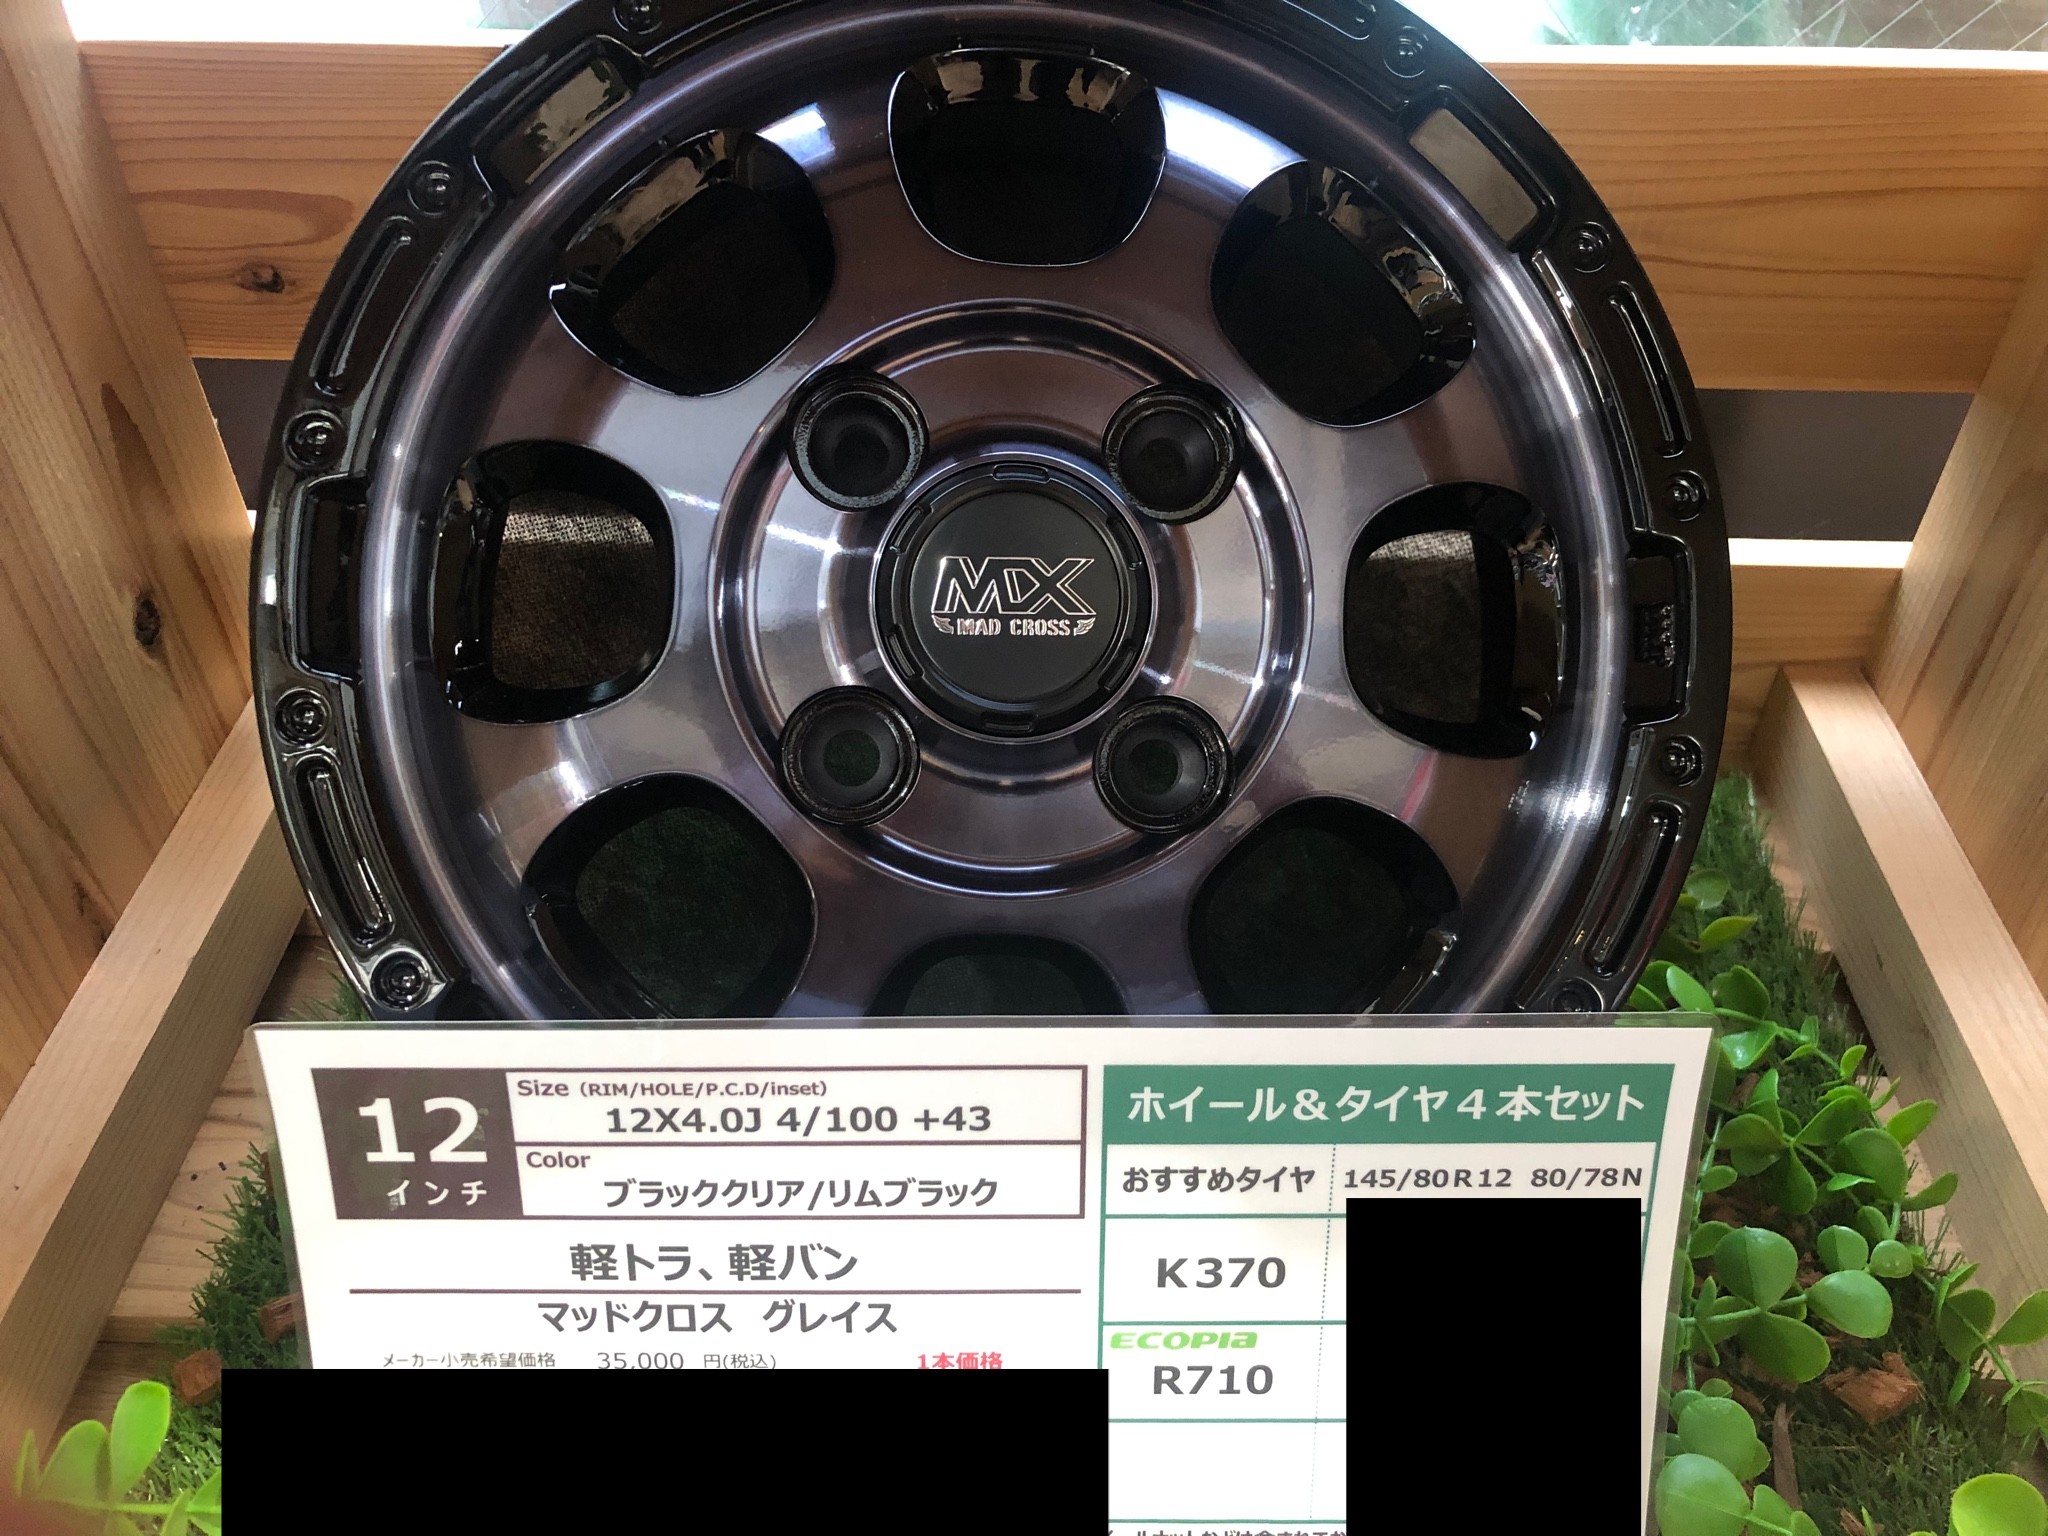 MX
MAD CROSS
12
インチ
Size（RIM/HOLE/P.C.D/inset）
12X4.0J 4/100 +43
Color
ブラッククリア/リムブラック
軽トラ、軽バン
マッドクロス　グレイス
メーカー小売希望価格　35,000　円(税込)　1本価格
ホイール＆タイヤ４本セット
おすすめタイヤ　145/80R12　80/78N
K370
ECOPIA
R710